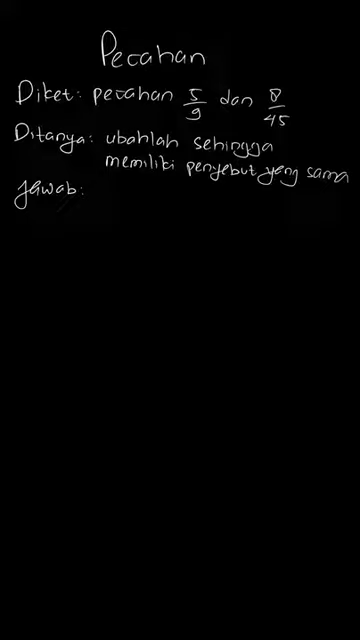 Pecahan
Diket: pecahan 5/9 dan 8/45
Ditanya: ubahlah sehingga
memiliki penyebut yang sama
Jawab: